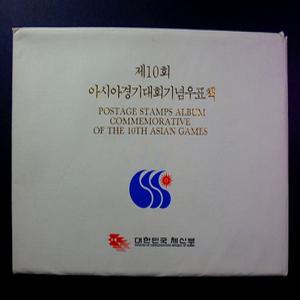 제10회
아시아경기대회기념우표책
POSTAGE STAMPS ALBUM
COMMEMORATIVE
OF THE 10TH ASIAN GAMES
대한민국 체신부